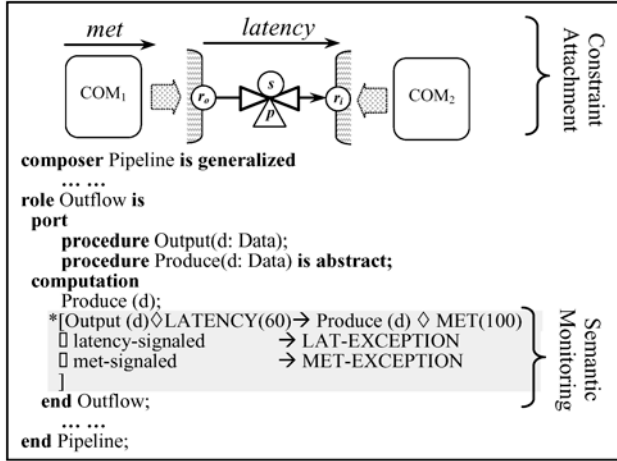 met
latency
COM₁
rₒ
s
p
rᵢ
COM₂
Constraint
Attachment
composer Pipeline is generalized
... ...
role Outflow is
port
procedure Output(d: Data);
procedure Produce(d: Data) is abstract;
computation
Produce (d);
*[Output (d)◊LATENCY(60)→ Produce (d) ◊ MET(100)
▯ latency-signaled → LAT-EXCEPTION
▯ met-signaled → MET-EXCEPTION
]
end Outflow;
... ...
end Pipeline;
Semantic
Monitoring